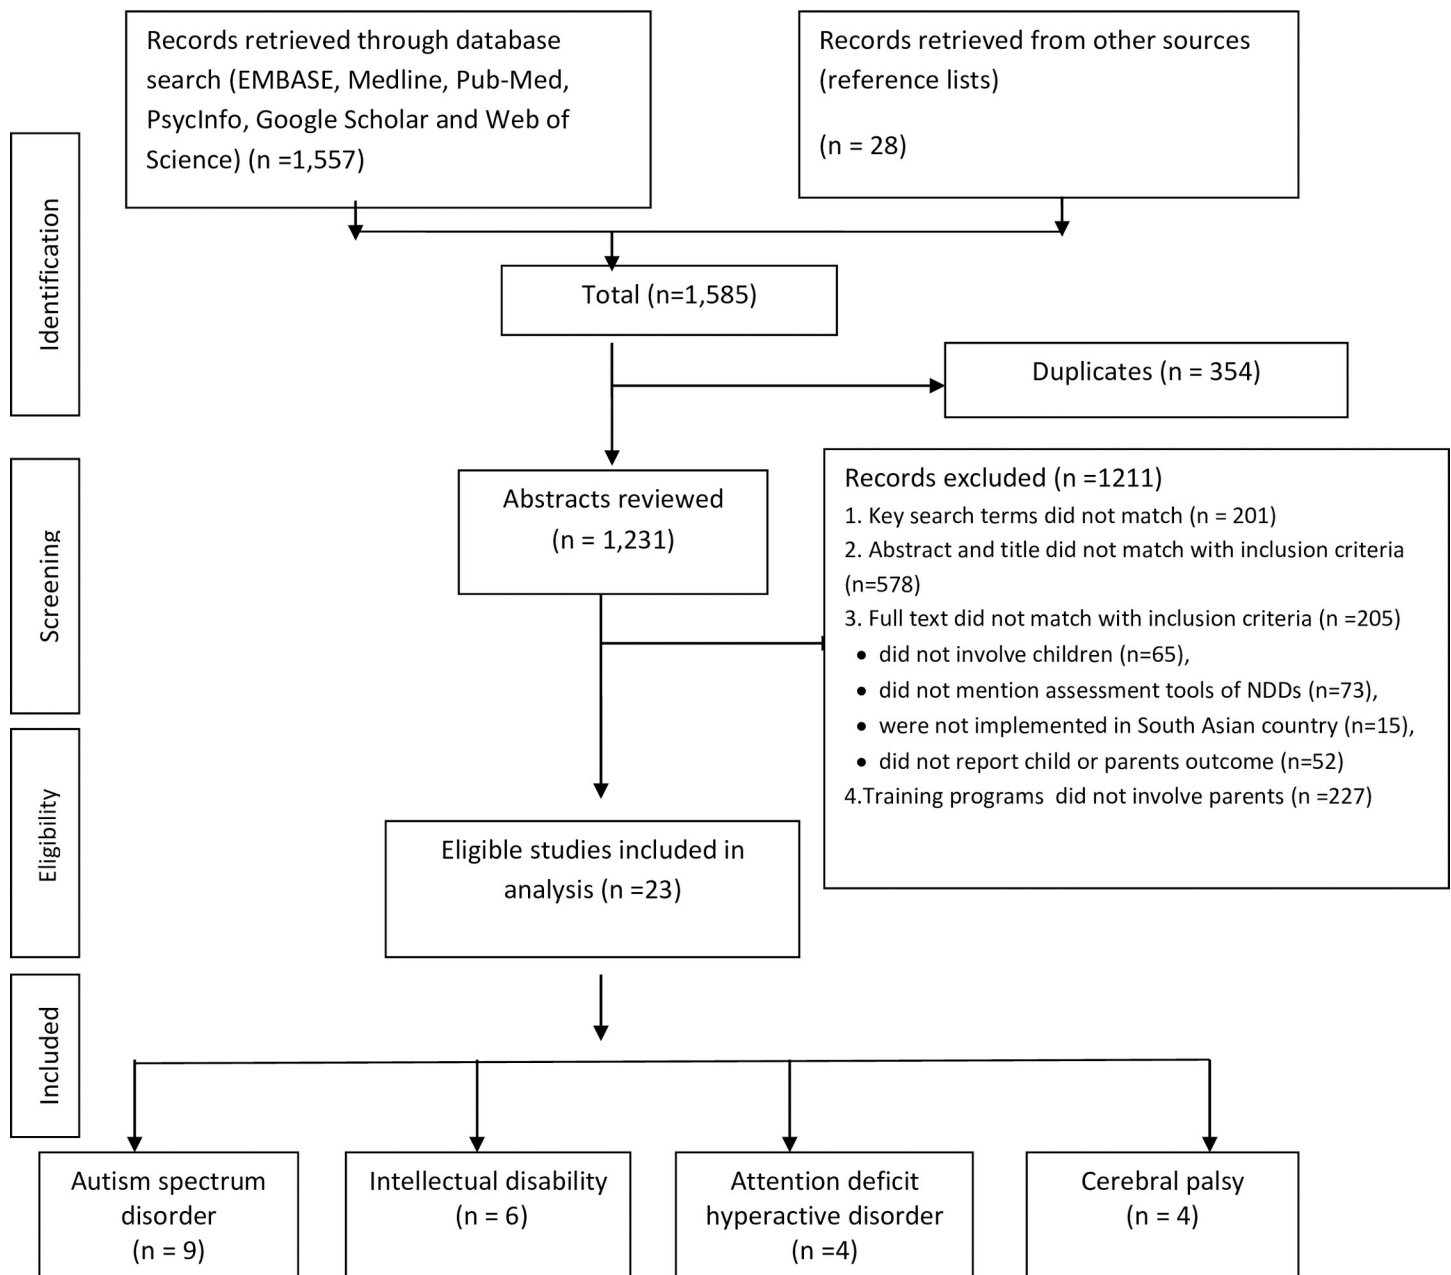 Records retrieved through database
search (EMBASE, Medline, Pub-Med,
PsycInfo, Google Scholar and Web of
Science) (n =1,557)
Records retrieved from other sources
(reference lists)
(n = 28)
Identification
Total (n=1,585)
Duplicates (n = 354)
Screening
Abstracts reviewed
(n = 1,231)
Records excluded (n =1211)
1. Key search terms did not match (n = 201)
2. Abstract and title did not match with inclusion criteria
(n=578)
3. Full text did not match with inclusion criteria (n =205)
• did not involve children (n=65),
• did not mention assessment tools of NDDs (n=73),
• were not implemented in South Asian country (n=15),
• did not report child or parents outcome (n=52)
4.Training programs did not involve parents (n =227)
Eligibility
Eligible studies included in
analysis (n =23)
Included
Autism spectrum
disorder
(n = 9)
Intellectual disability
(n = 6)
Attention deficit
hyperactive disorder
(n =4)
Cerebral palsy
(n = 4)